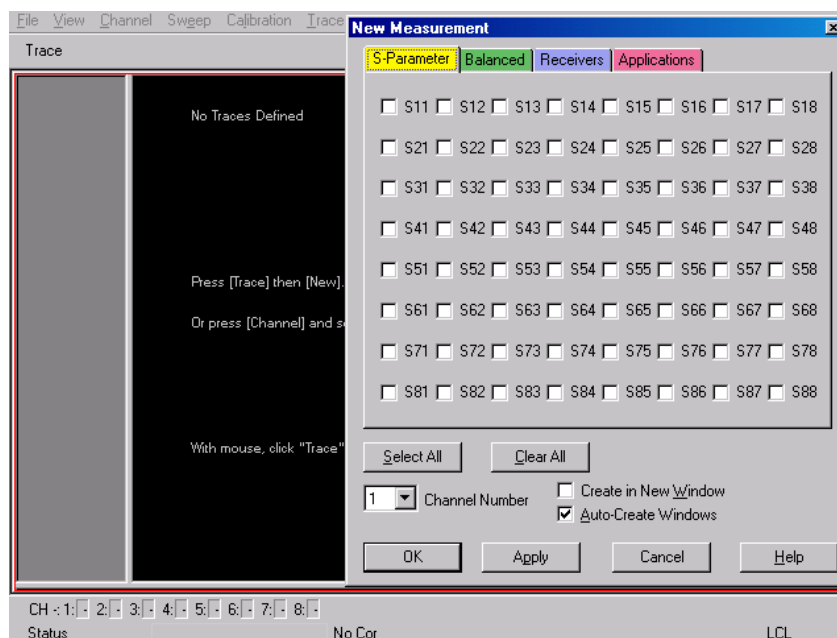 File View Channel Sweep Calibration Trace
New Measurement
Trace
S-Parameter Balanced Receivers Applications
No Traces Defined
S11 S12 S13 S14 S15 S16 S17 S18
S21 S22 S23 S24 S25 S26 S27 S28
S31 S32 S33 S34 S35 S36 S37 S38
S41 S42 S43 S44 S45 S46 S47 S48
Press [Trace] then [New].
S51 S52 S53 S54 S55 S56 S57 S58
Or press [Channel] and se
S61 S62 S63 S64 S65 S66 S67 S68
S71 S72 S73 S74 S75 S76 S77 S78
S81 S82 S83 S84 S85 S86 S87 S88
With mouse, click "Trace"
Select All Clear All
1 Channel Number
Create in New Window
Auto-Create Windows
OK Apply Cancel Help
CH -: 1: - 2: - 3: - 4: - 5: - 6: - 7: - 8: -
Status No Cor LCL